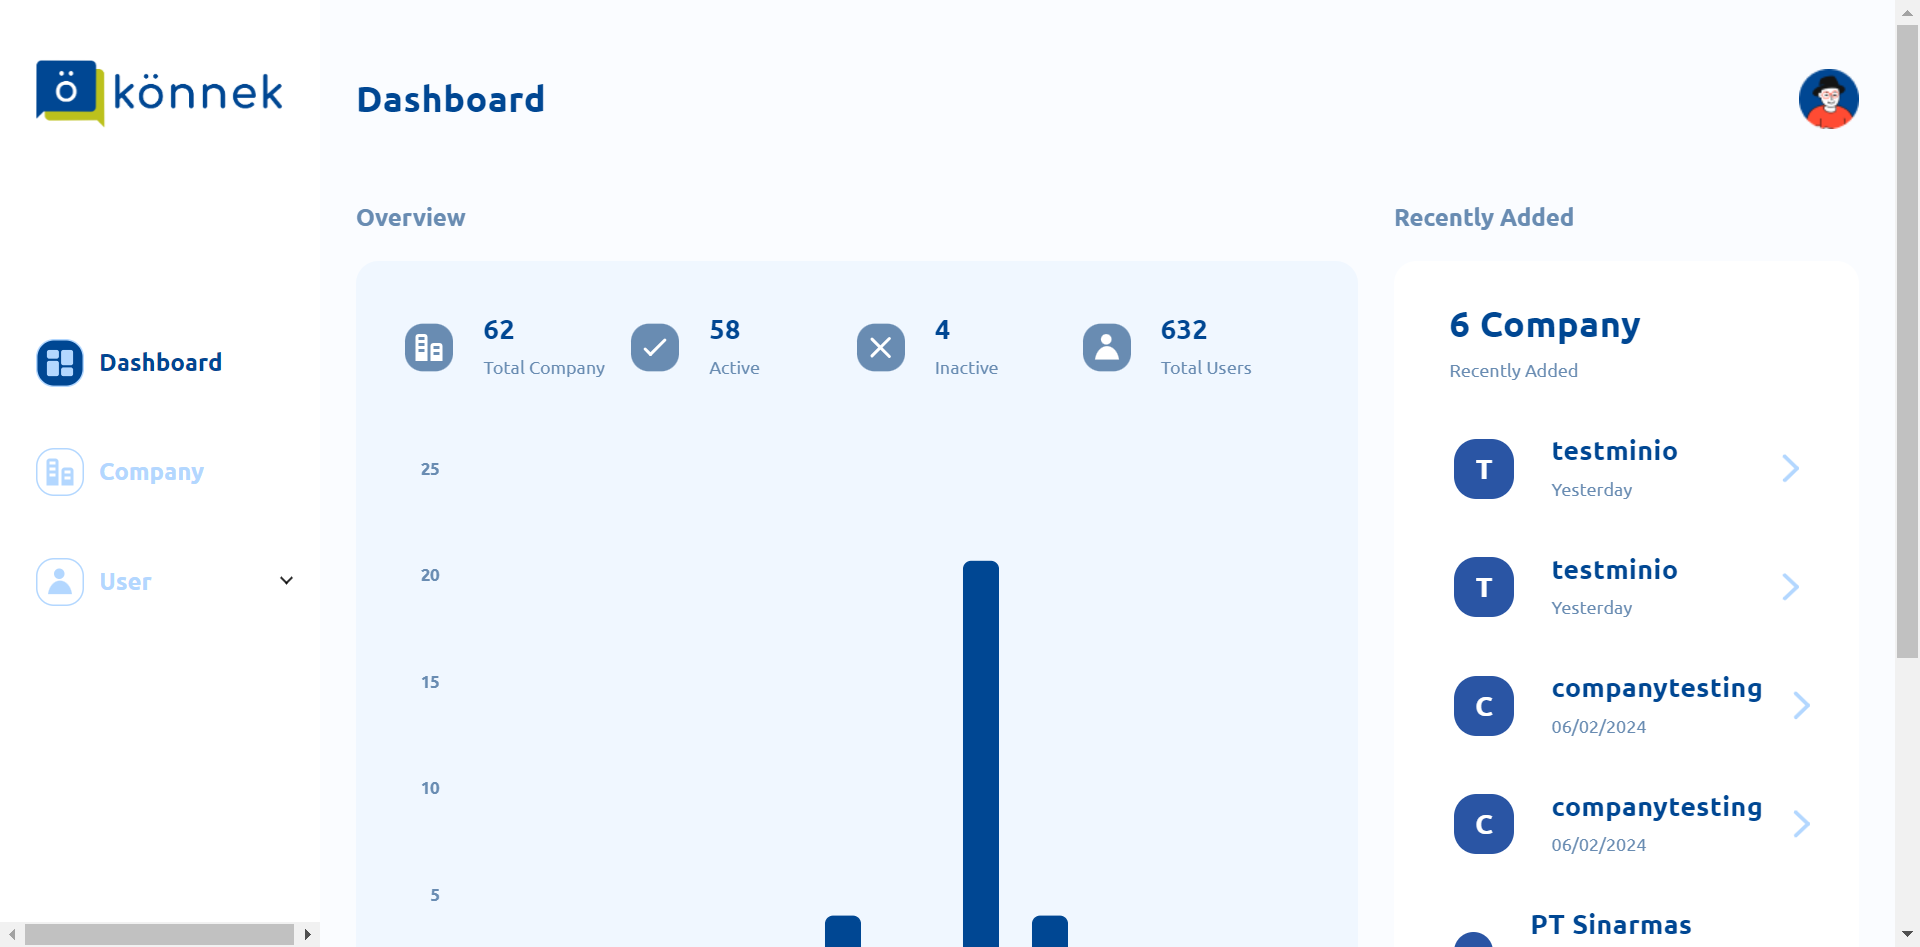 ö könnek
Dashboard
Dashboard
Company
User
Overview
62
Total Company
58
Active
4
Inactive
632
Total Users
25
20
15
10
5
Recently Added
6 Company
Recently Added
T
testminio
Yesterday
T
testminio
Yesterday
C
companytesting
06/02/2024
C
companytesting
06/02/2024
PT Sinarmas